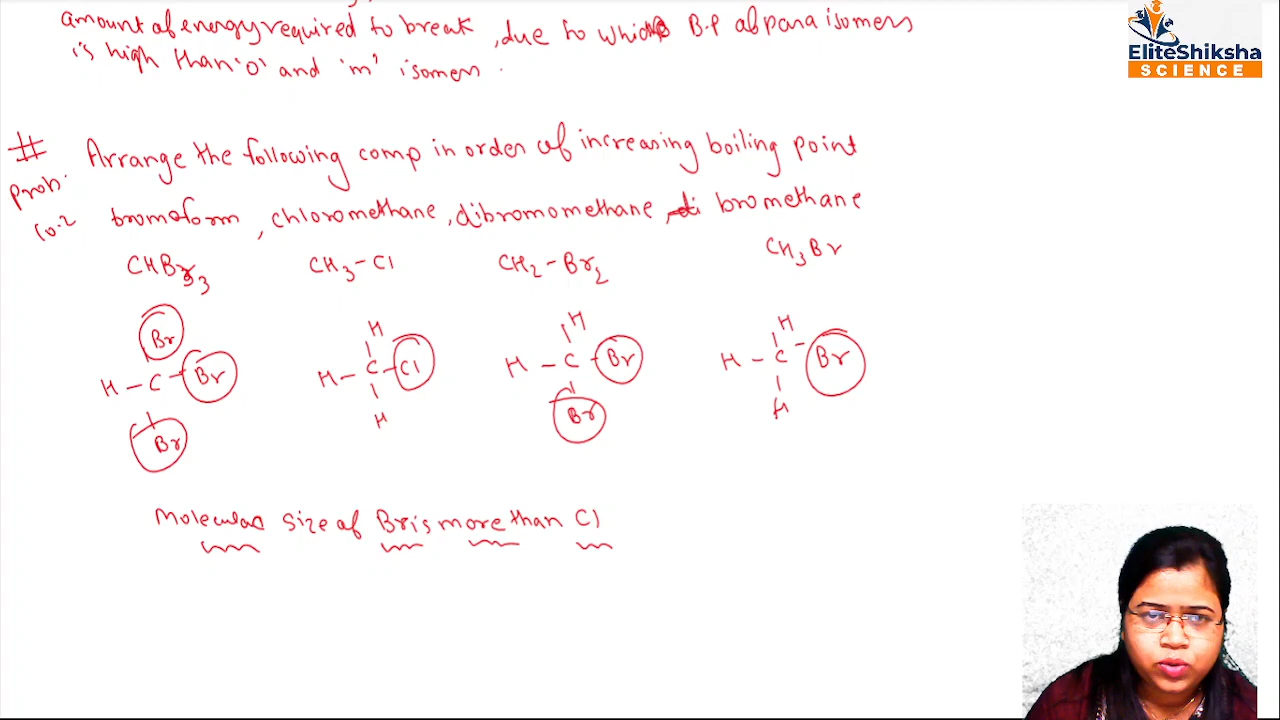 amount of energy required to break, due to which B.P of para isomers
is high than 'o' and 'm' isomers.
EliteShiksha
SCIENCE
# Arrange the following comp in order of increasing boiling point
Prob.
10.2 bromoform, chloromethane, dibromomethane, bromethane
CHBr3 CH3-Cl CH2-Br2 CH3Br
Br H H H
H-C-Br H-C-Cl H-C-Br H-C-Br
Br H Br H
Molecular size of Br is more than Cl